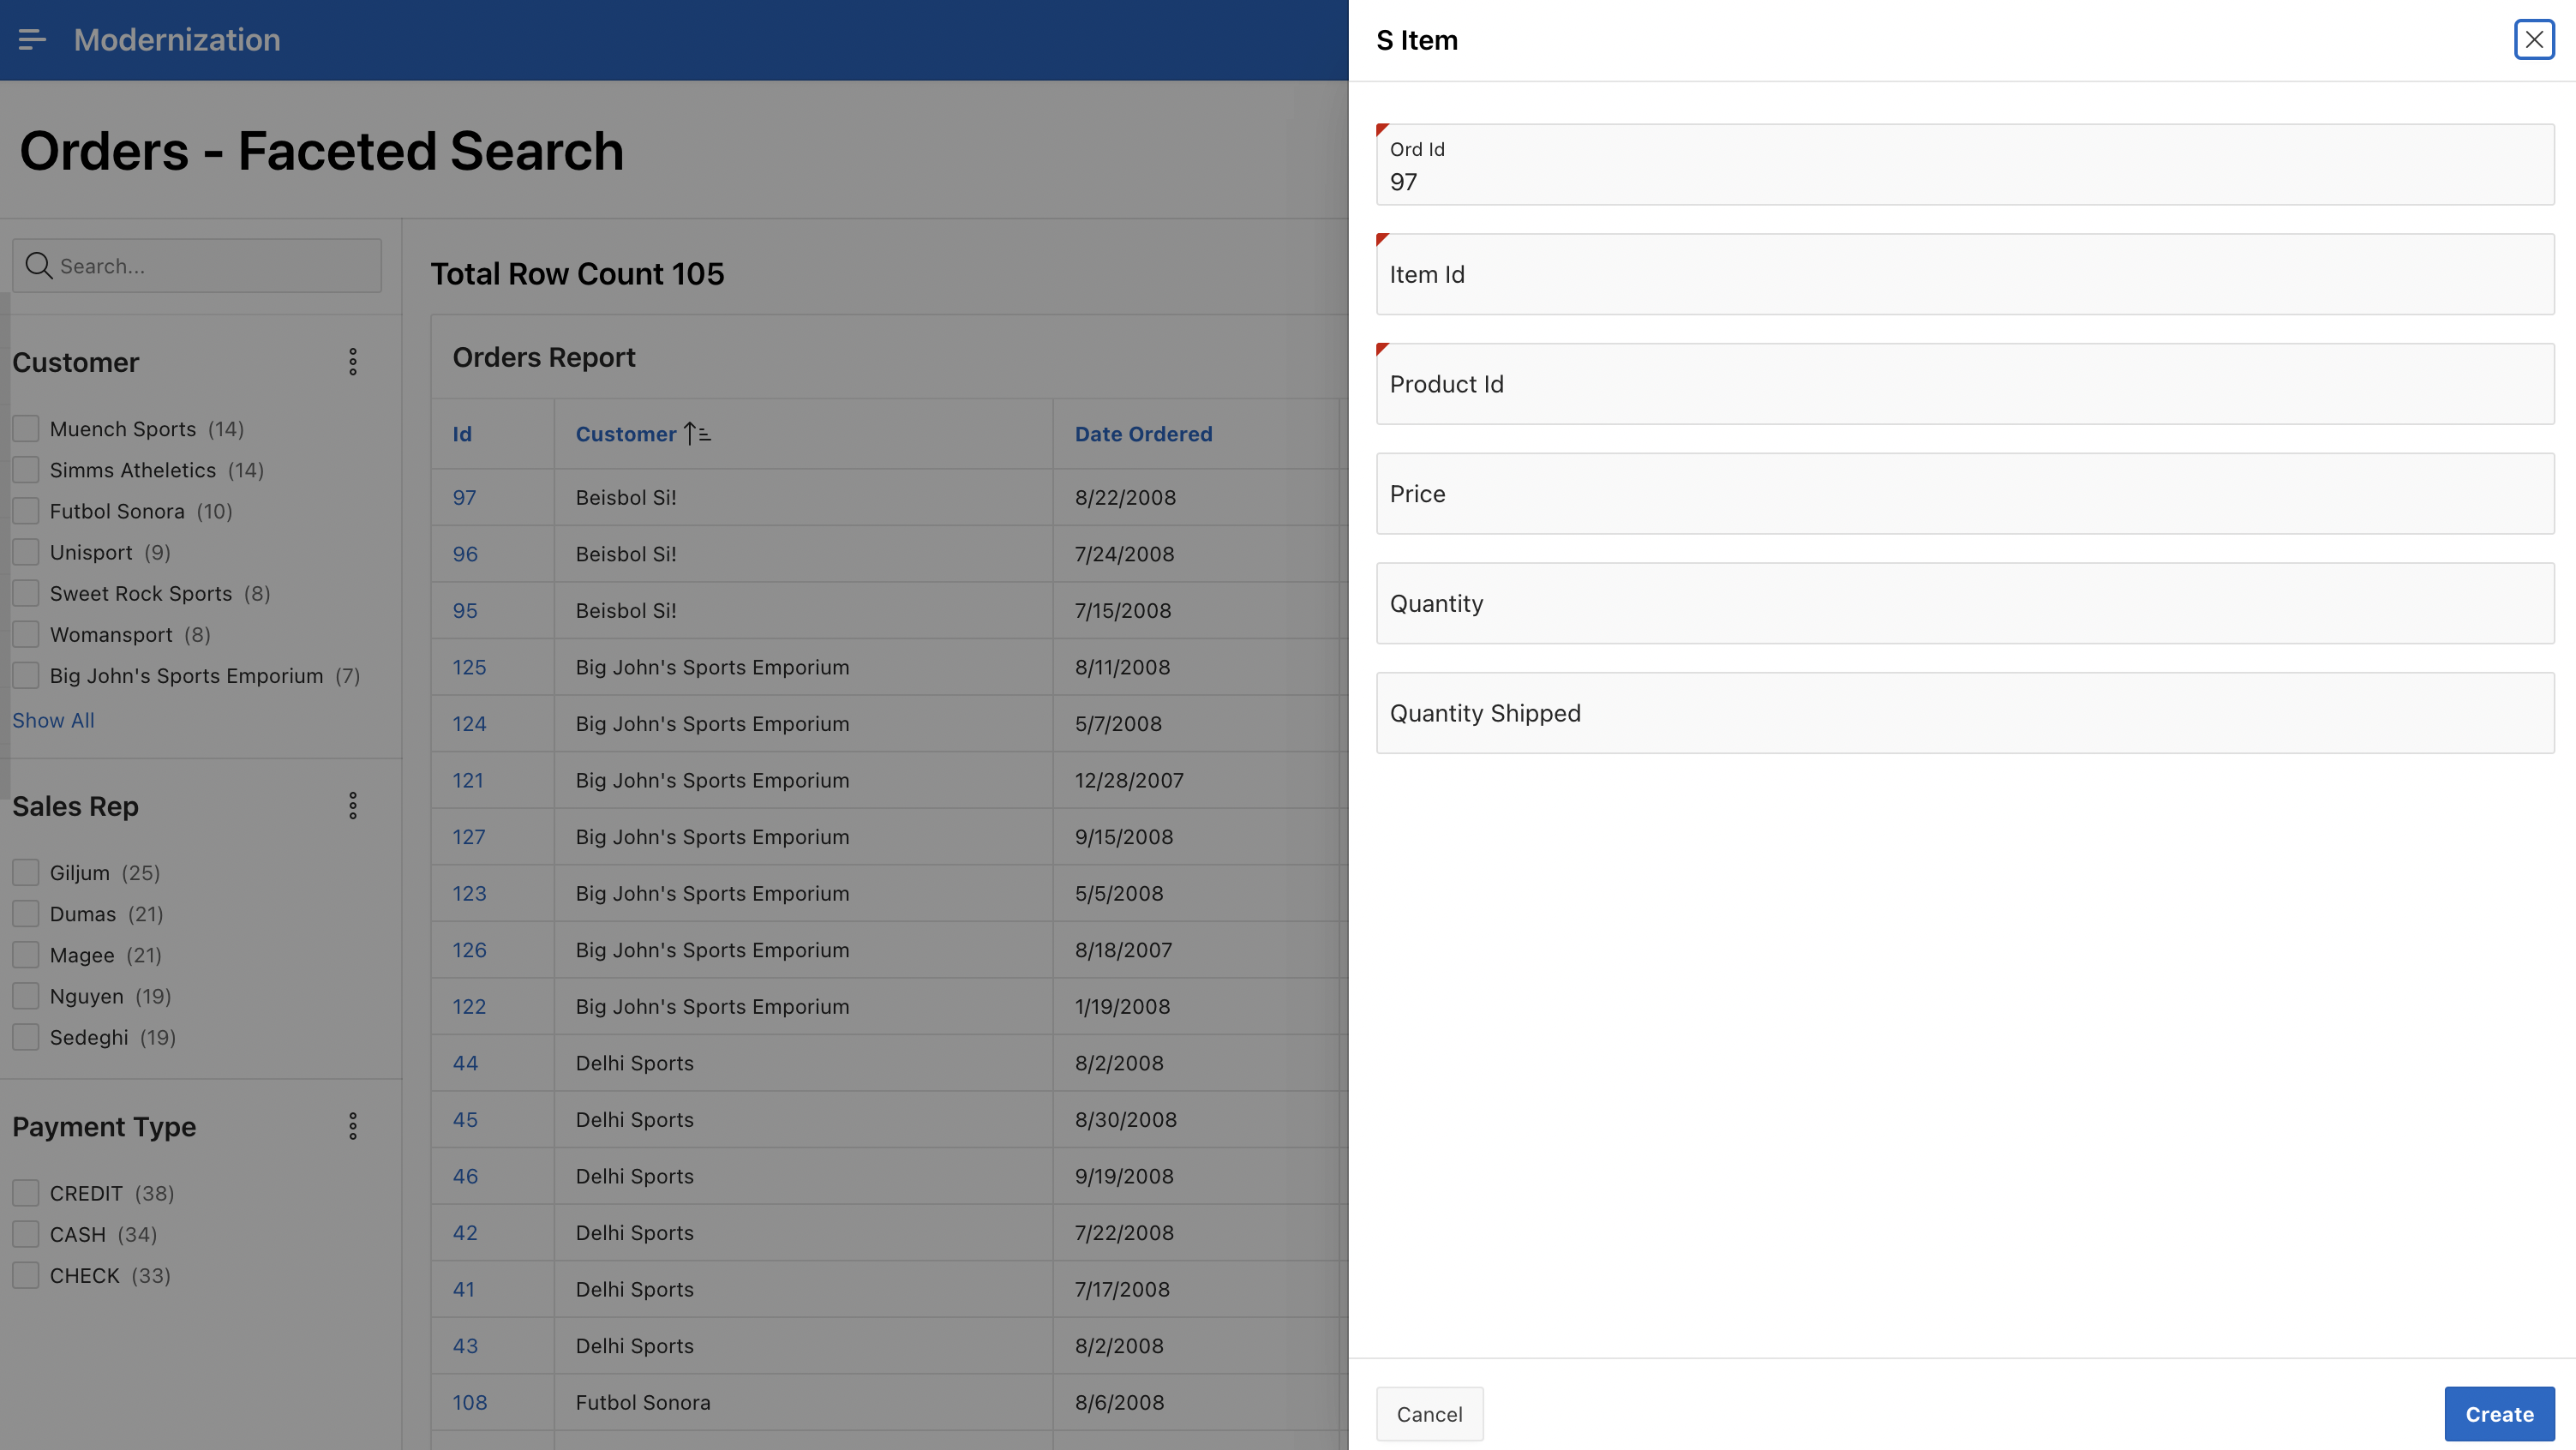 Modernization
Orders - Faceted Search
Search...
Customer
Muench Sports (14)
Simms Atheletics (14)
Futbol Sonora (10)
Unisport (9)
Sweet Rock Sports (8)
Womansport (8)
Big John's Sports Emporium (7)
Show All
Sales Rep
Giljum (25)
Dumas (21)
Magee (21)
Nguyen (19)
Sedeghi (19)
Payment Type
CREDIT (38)
CASH (34)
CHECK (33)
Total Row Count 105
Orders Report
Id Customer Date Ordered
97 Beisbol Si! 8/22/2008
96 Beisbol Si! 7/24/2008
95 Beisbol Si! 7/15/2008
125 Big John's Sports Emporium 8/11/2008
124 Big John's Sports Emporium 5/7/2008
121 Big John's Sports Emporium 12/28/2007
127 Big John's Sports Emporium 9/15/2008
123 Big John's Sports Emporium 5/5/2008
126 Big John's Sports Emporium 8/18/2007
122 Big John's Sports Emporium 1/19/2008
44 Delhi Sports 8/2/2008
45 Delhi Sports 8/30/2008
46 Delhi Sports 9/19/2008
42 Delhi Sports 7/22/2008
41 Delhi Sports 7/17/2008
43 Delhi Sports 8/2/2008
108 Futbol Sonora 8/6/2008
S Item
Ord Id
97
Item Id
Product Id
Price
Quantity
Quantity Shipped
Cancel
Create